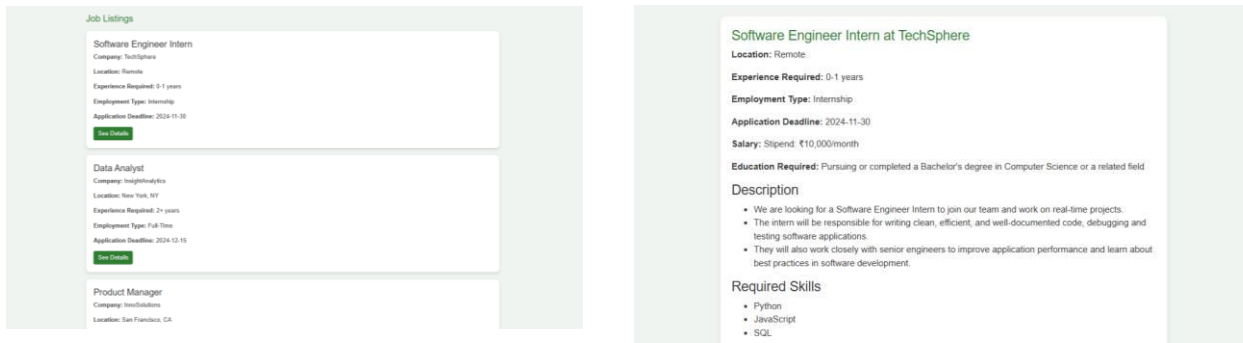 Job Listings
Software Engineer Intern
Company: TechSphere
Location: Remote
Experience Required: 0-1 years
Employment Type: Internship
Application Deadline: 2024-11-30
See Details
Data Analyst
Company: InsightAnalytics
Location: New York, NY
Experience Required: 2+ years
Employment Type: Full-Time
Application Deadline: 2024-12-15
See Details
Product Manager
Company: InnoSolutions
Location: San Francisco, CA
Software Engineer Intern at TechSphere
Location: Remote
Experience Required: 0-1 years
Employment Type: Internship
Application Deadline: 2024-11-30
Salary: Stipend: ₹10,000/month
Education Required: Pursuing or completed a Bachelor's degree in Computer Science or a related field
Description
• We are looking for a Software Engineer Intern to join our team and work on real-time projects.
• The intern will be responsible for writing clean, efficient, and well-documented code, debugging and
testing software applications.
• They will also work closely with senior engineers to improve application performance and learn about
best practices in software development.
Required Skills
• Python
• JavaScript
• SQL